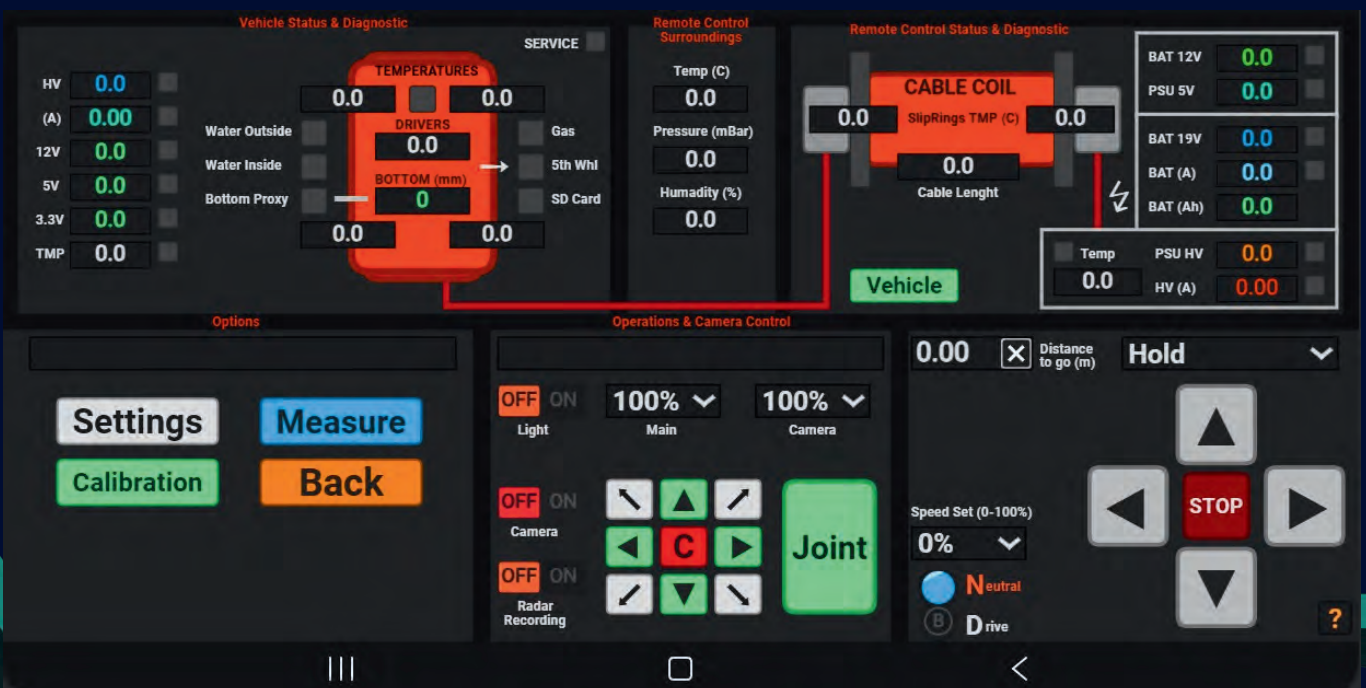 Vehicle Status & Diagnostic
SERVICE
HV 0.0
(A) 0.00
12V 0.0
5V 0.0
3.3V 0.0
TMP 0.0
Water Outside
Water Inside
Bottom Proxy
TEMPERATURES
0.0 0.0
DRIVERS
0.0
BOTTOM (mm)
0
0.0 0.0
Gas
5th Whl
SD Card
Remote Control
Surroundings
Temp (C)
0.0
Pressure (mBar)
0.0
Humadity (%)
0.0
Remote Control Status & Diagnostic
CABLE COIL
0.0 SlipRings TMP (C) 0.0
0.0
Cable Lenght
Vehicle
BAT 12V 0.0
PSU 5V 0.0
BAT 19V 0.0
BAT (A) 0.0
BAT (Ah) 0.0
Temp
0.0
PSU HV 0.0
HV (A) 0.00
Options
Settings Measure
Calibration Back
Operations & Camera Control
OFF ON
Light
100%
Main
100%
Camera
OFF ON
Camera
OFF ON
Radar
Recording
C
Joint
0.00 Distance
to go (m)
Hold
STOP
Speed Set (0-100%)
0%
Neutral
B Drive
?